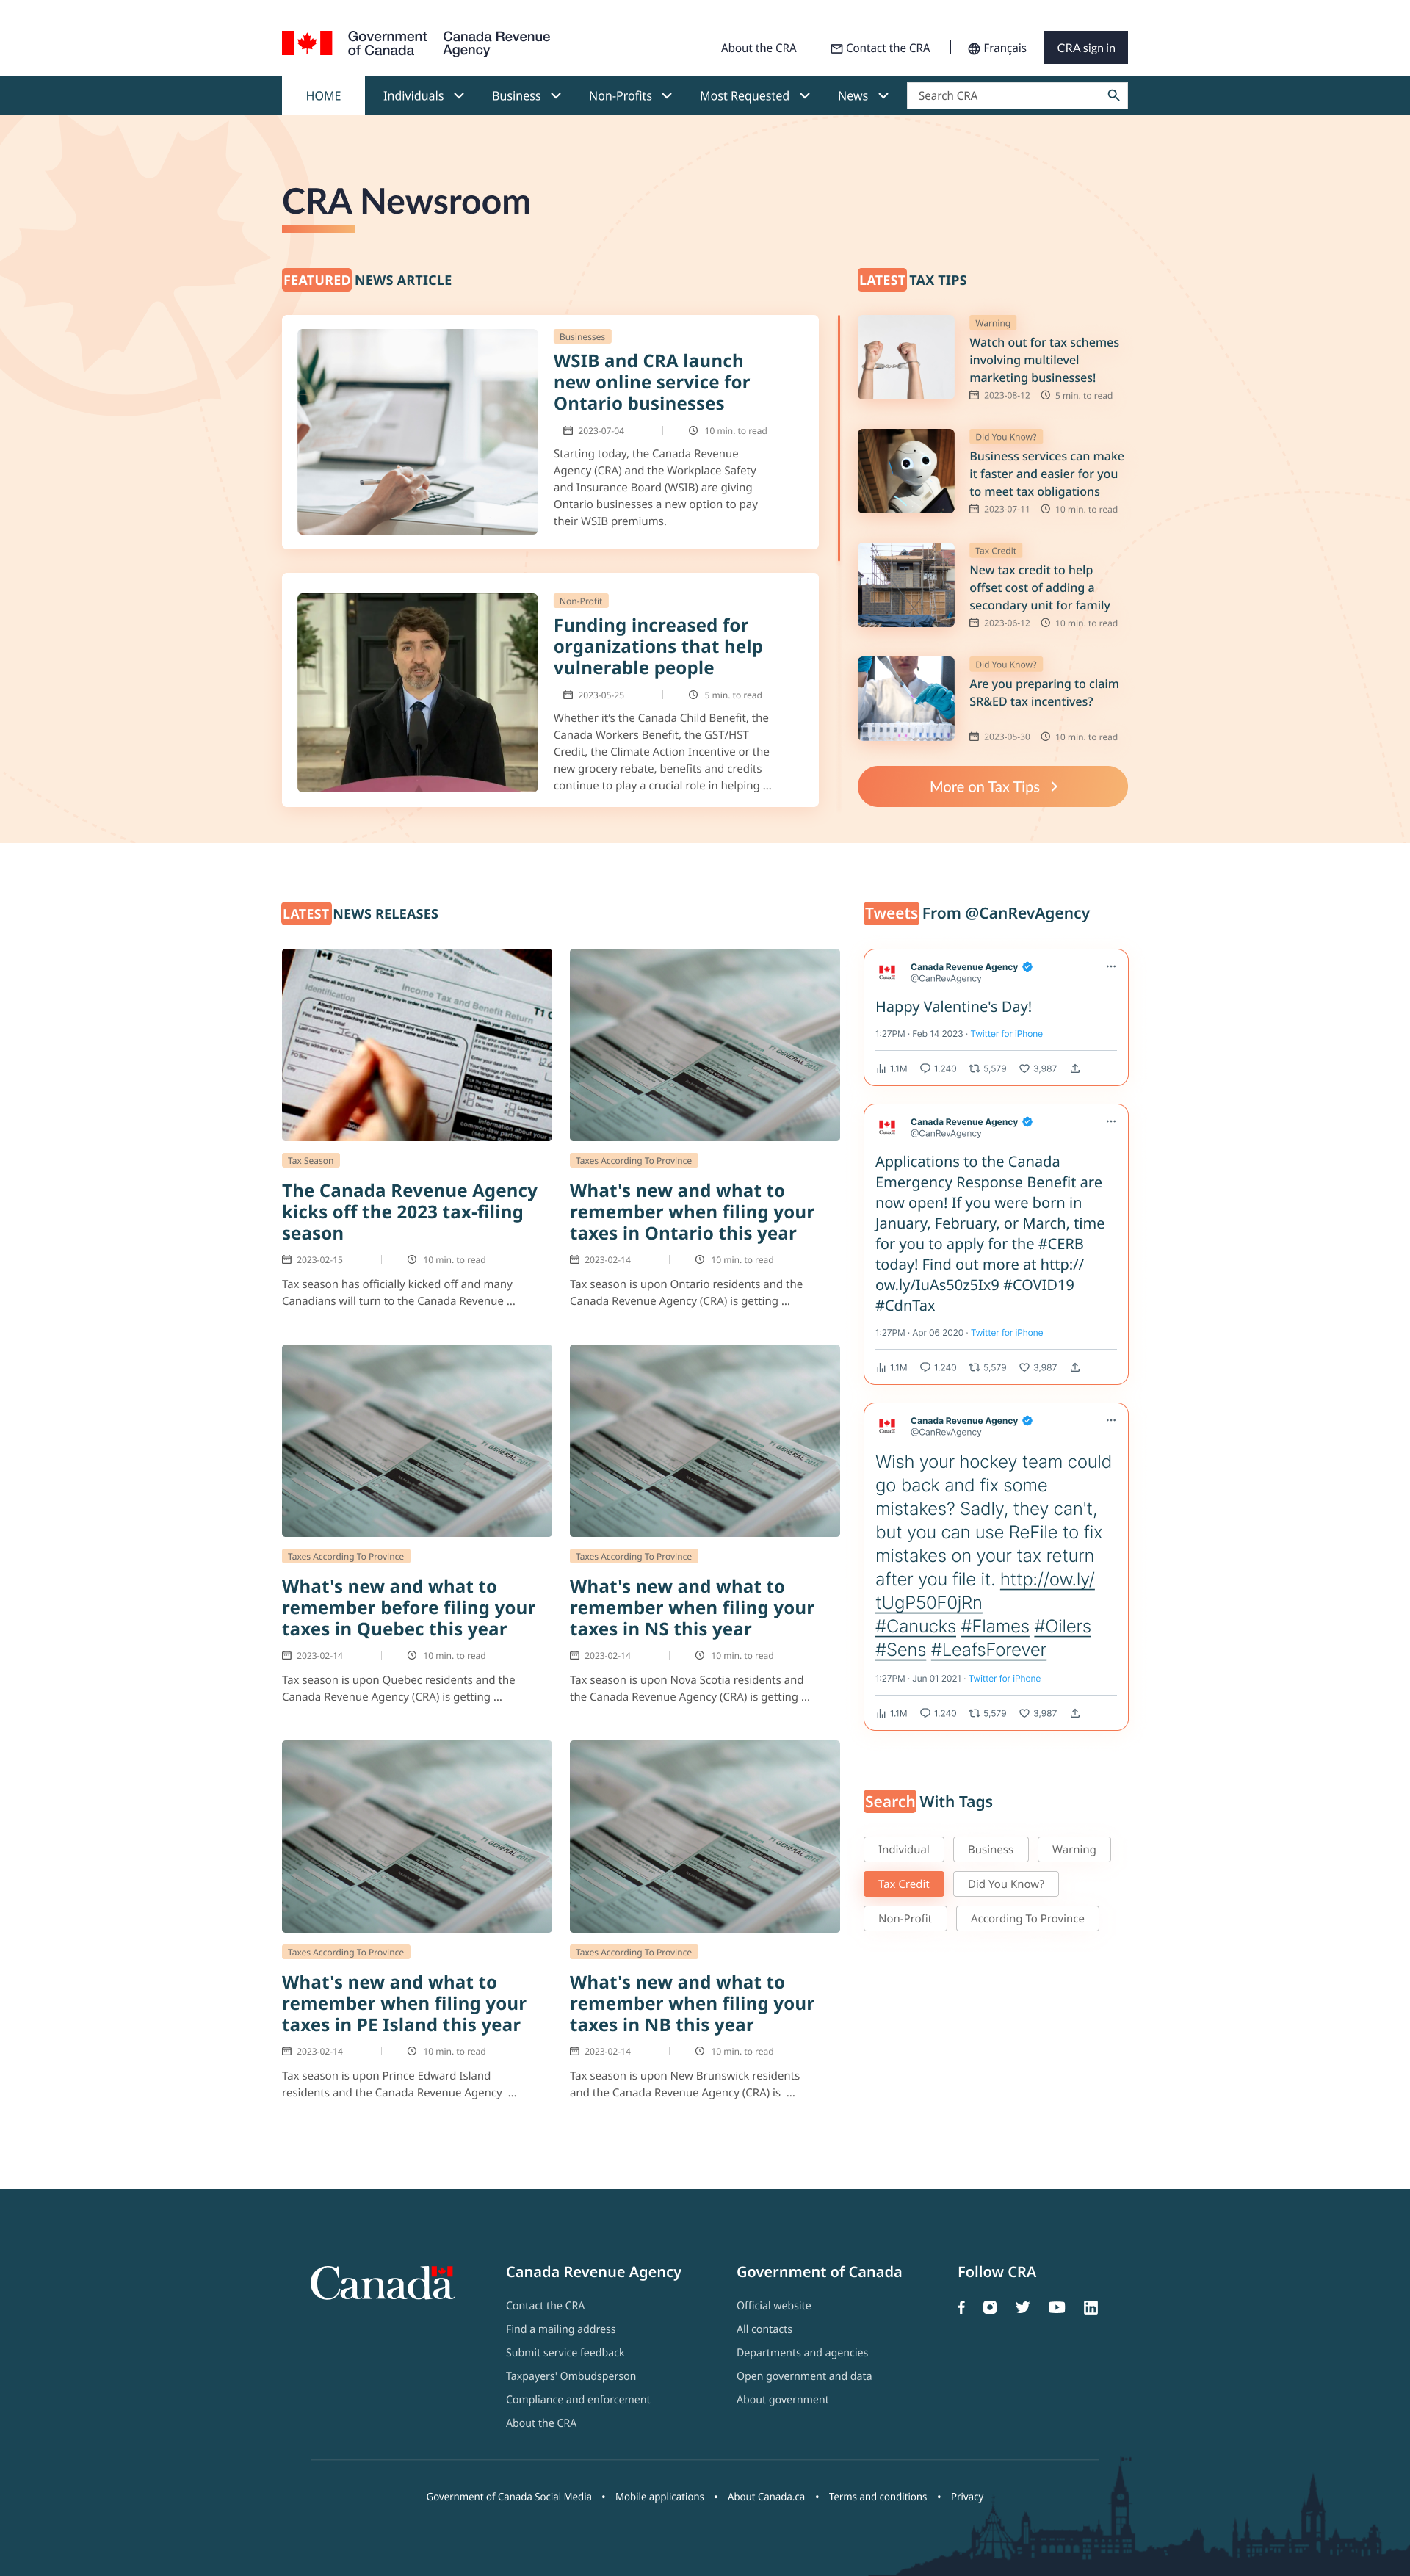 Government
of Canada
Canada Revenue
Agency
About the CRA
Contact the CRA
Français
CRA sign in
HOME
Individuals
Business
Non-Profits
Most Requested
News
Search CRA
CRA Newsroom
FEATURED NEWS ARTICLE
Businesses
WSIB and CRA launch
new online service for
Ontario businesses
2023-07-04
10 min. to read
Starting today, the Canada Revenue
Agency (CRA) and the Workplace Safety
and Insurance Board (WSIB) are giving
Ontario businesses a new option to pay
their WSIB premiums.
Non-Profit
Funding increased for
organizations that help
vulnerable people
2023-05-25
5 min. to read
Whether it's the Canada Child Benefit, the
Canada Workers Benefit, the GST/HST
Credit, the Climate Action Incentive or the
new grocery rebate, benefits and credits
continue to play a crucial role in helping ...
LATEST TAX TIPS
Warning
Watch out for tax schemes
involving multilevel
marketing businesses!
2023-08-12
5 min. to read
Did You Know?
Business services can make
it faster and easier for you
to meet tax obligations
2023-07-11
10 min. to read
Tax Credit
New tax credit to help
offset cost of adding a
secondary unit for family
2023-06-12
10 min. to read
Did You Know?
Are you preparing to claim
SR&ED tax incentives?
2023-05-30
10 min. to read
More on Tax Tips
LATEST NEWS RELEASES
Income Tax and Benefit Return
T1 G
Identification
Tax Season
The Canada Revenue Agency
kicks off the 2023 tax-filing
season
2023-02-15
10 min. to read
Tax season has officially kicked off and many
Canadians will turn to the Canada Revenue ...
T1 GENERAL 2015
Taxes According To Province
What's new and what to
remember when filing your
taxes in Ontario this year
2023-02-14
10 min. to read
Tax season is upon Ontario residents and the
Canada Revenue Agency (CRA) is getting ...
T1 GENERAL 2015
Taxes According To Province
What's new and what to
remember before filing your
taxes in Quebec this year
2023-02-14
10 min. to read
Tax season is upon Quebec residents and the
Canada Revenue Agency (CRA) is getting ...
T1 GENERAL 2015
Taxes According To Province
What's new and what to
remember when filing your
taxes in NS this year
2023-02-14
10 min. to read
Tax season is upon Nova Scotia residents and
the Canada Revenue Agency (CRA) is getting ...
T1 GENERAL 2015
Taxes According To Province
What's new and what to
remember when filing your
taxes in PE Island this year
2023-02-14
10 min. to read
Tax season is upon Prince Edward Island
residents and the Canada Revenue Agency ...
T1 GENERAL 2015
Taxes According To Province
What's new and what to
remember when filing your
taxes in NB this year
2023-02-14
10 min. to read
Tax season is upon New Brunswick residents
and the Canada Revenue Agency (CRA) is ...
Tweets From @CanRevAgency
Canada Revenue Agency
@CanRevAgency
Happy Valentine's Day!
1:27PM · Feb 14 2023 · Twitter for iPhone
1.1M 1,240 5,579 3,987
Canada Revenue Agency
@CanRevAgency
Applications to the Canada
Emergency Response Benefit are
now open! If you were born in
January, February, or March, time
for you to apply for the #CERB
today! Find out more at http://
ow.ly/IuAs50z5Ix9 #COVID19
#CdnTax
1:27PM · Apr 06 2020 · Twitter for iPhone
1.1M 1,240 5,579 3,987
Canada Revenue Agency
@CanRevAgency
Wish your hockey team could
go back and fix some
mistakes? Sadly, they can't,
but you can use ReFile to fix
mistakes on your tax return
after you file it. http://ow.ly/
tUgP50F0jRn
#Canucks #Flames #Oilers
#Sens #LeafsForever
1:27PM · Jun 01 2021 · Twitter for iPhone
1.1M 1,240 5,579 3,987
Search With Tags
Individual
Business
Warning
Tax Credit
Did You Know?
Non-Profit
According To Province
Canada
Canada Revenue Agency
Contact the CRA
Find a mailing address
Submit service feedback
Taxpayers' Ombudsperson
Compliance and enforcement
About the CRA
Government of Canada
Official website
All contacts
Departments and agencies
Open government and data
About government
Follow CRA
Government of Canada Social Media • Mobile applications • About Canada.ca • Terms and conditions • Privacy